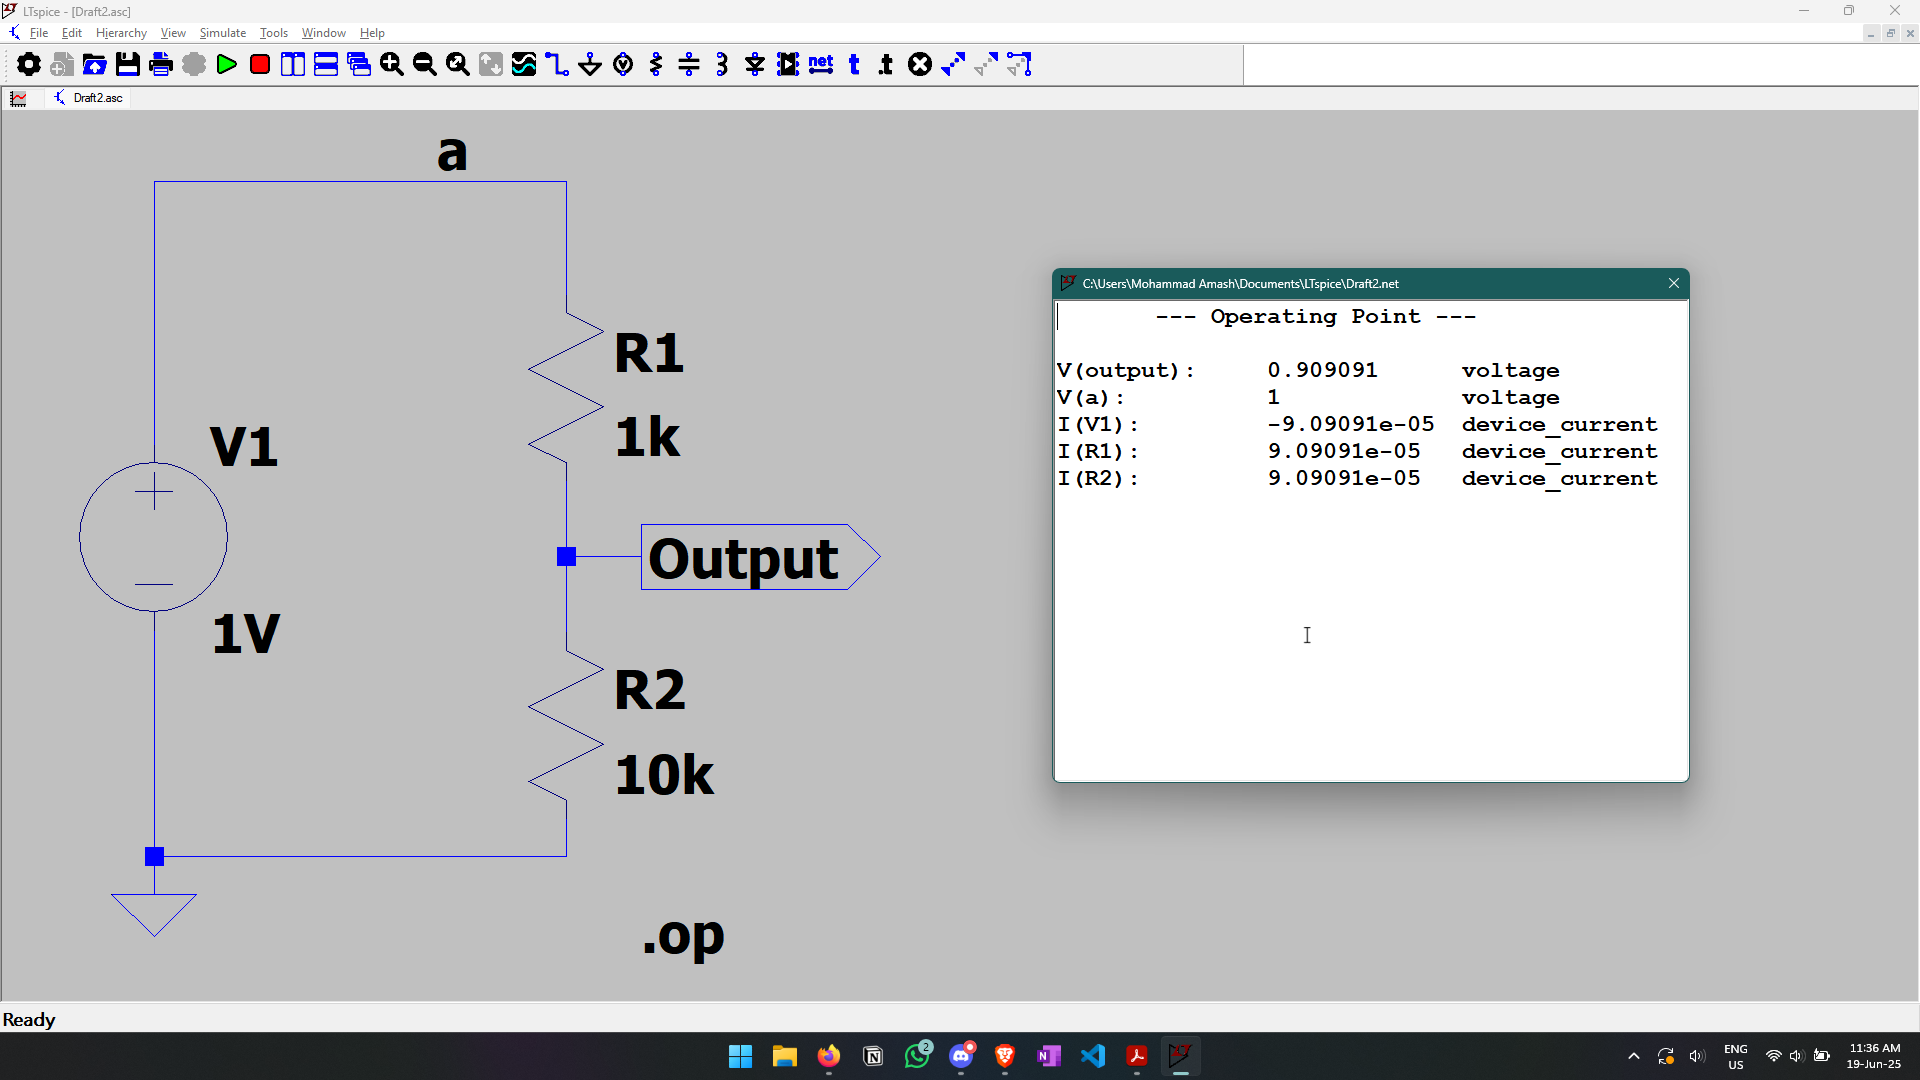 LTspice - [Draft2.asc]
File Edit Hierarchy View Simulate Tools Window Help
net t .t
Draft2.asc
a
R1
1k
V1
1V
Output
R2
10k
.op
C:\Users\Mohammad Amash\Documents\LTspice\Draft2.net
--- Operating Point ---
V(output): 0.909091 voltage
V(a): 1 voltage
I(V1): -9.09091e-05 device_current
I(R1): 9.09091e-05 device_current
I(R2): 9.09091e-05 device_current
Ready
2
ENG
US
11:36 AM
19-Jun-25